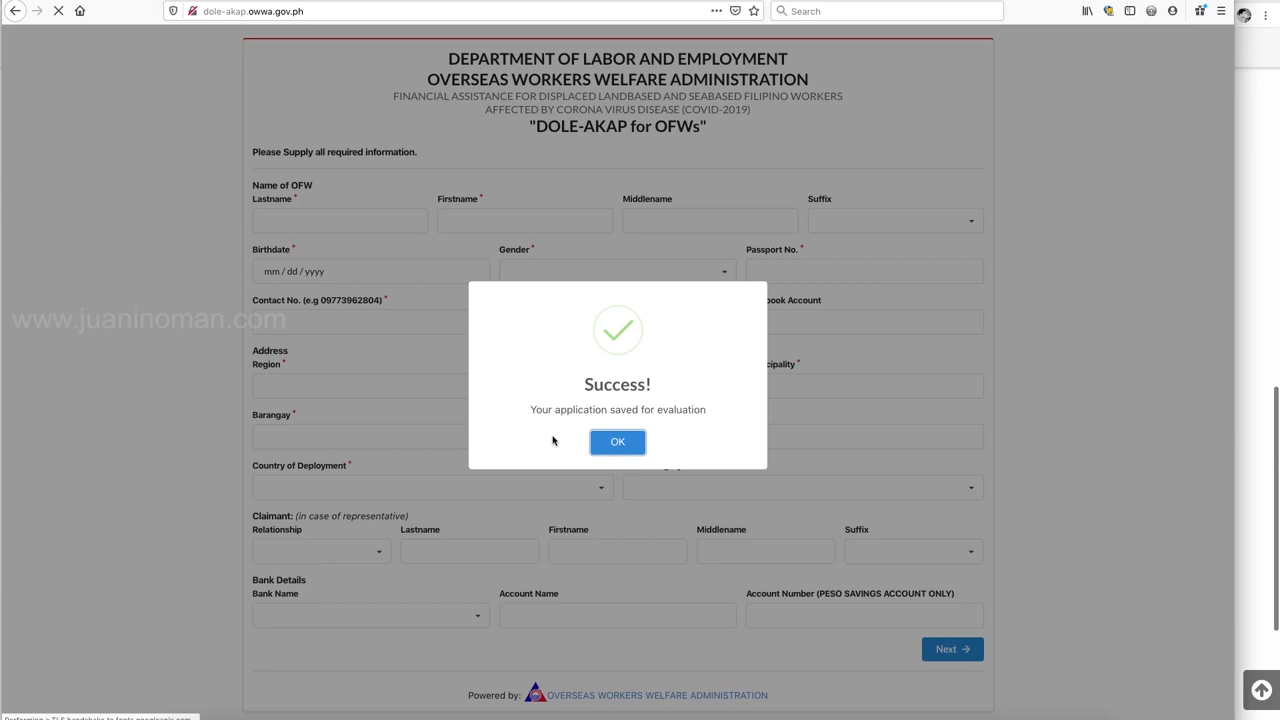 dole-akap.owwa.gov.ph
Search
DEPARTMENT OF LABOR AND EMPLOYMENT
OVERSEAS WORKERS WELFARE ADMINISTRATION
FINANCIAL ASSISTANCE FOR DISPLACED LANDBASED AND SEABASED FILIPINO WORKERS
AFFECTED BY CORONA VIRUS DISEASE (COVID-2019)
"DOLE-AKAP for OFWs"
Please Supply all required information.
Name of OFW
Lastname * Firstname * Middlename Suffix
Birthdate * Gender * Passport No. *
mm / dd / yyyy
Contact No. (e.g 09773962804) * ook Account
www.juaninoman.com
Address
Region * cipality *
Success!
Your application saved for evaluation
Barangay *
OK
Country of Deployment *
Claimant: (in case of representative)
Relationship Lastname Firstname Middlename Suffix
Bank Details
Bank Name Account Name Account Number (PESO SAVINGS ACCOUNT ONLY)
Next →
Powered by: OVERSEAS WORKERS WELFARE ADMINISTRATION